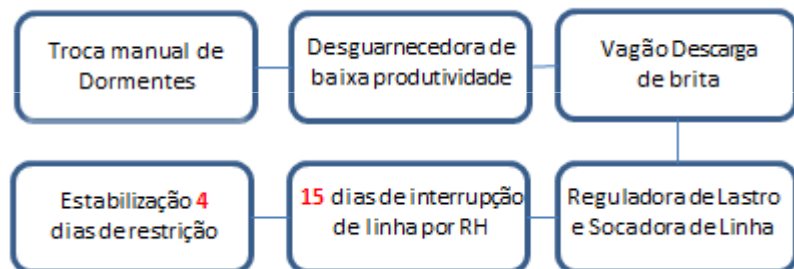 Troca manual de
Dormentes
Desguarnecedora de
baixa produtividade
Vagão Descarga
de brita
Estabilização 4
dias de restrição
15 dias de interrupção
de linha por RH
Reguladora de Lastro
e Socadora de Linha